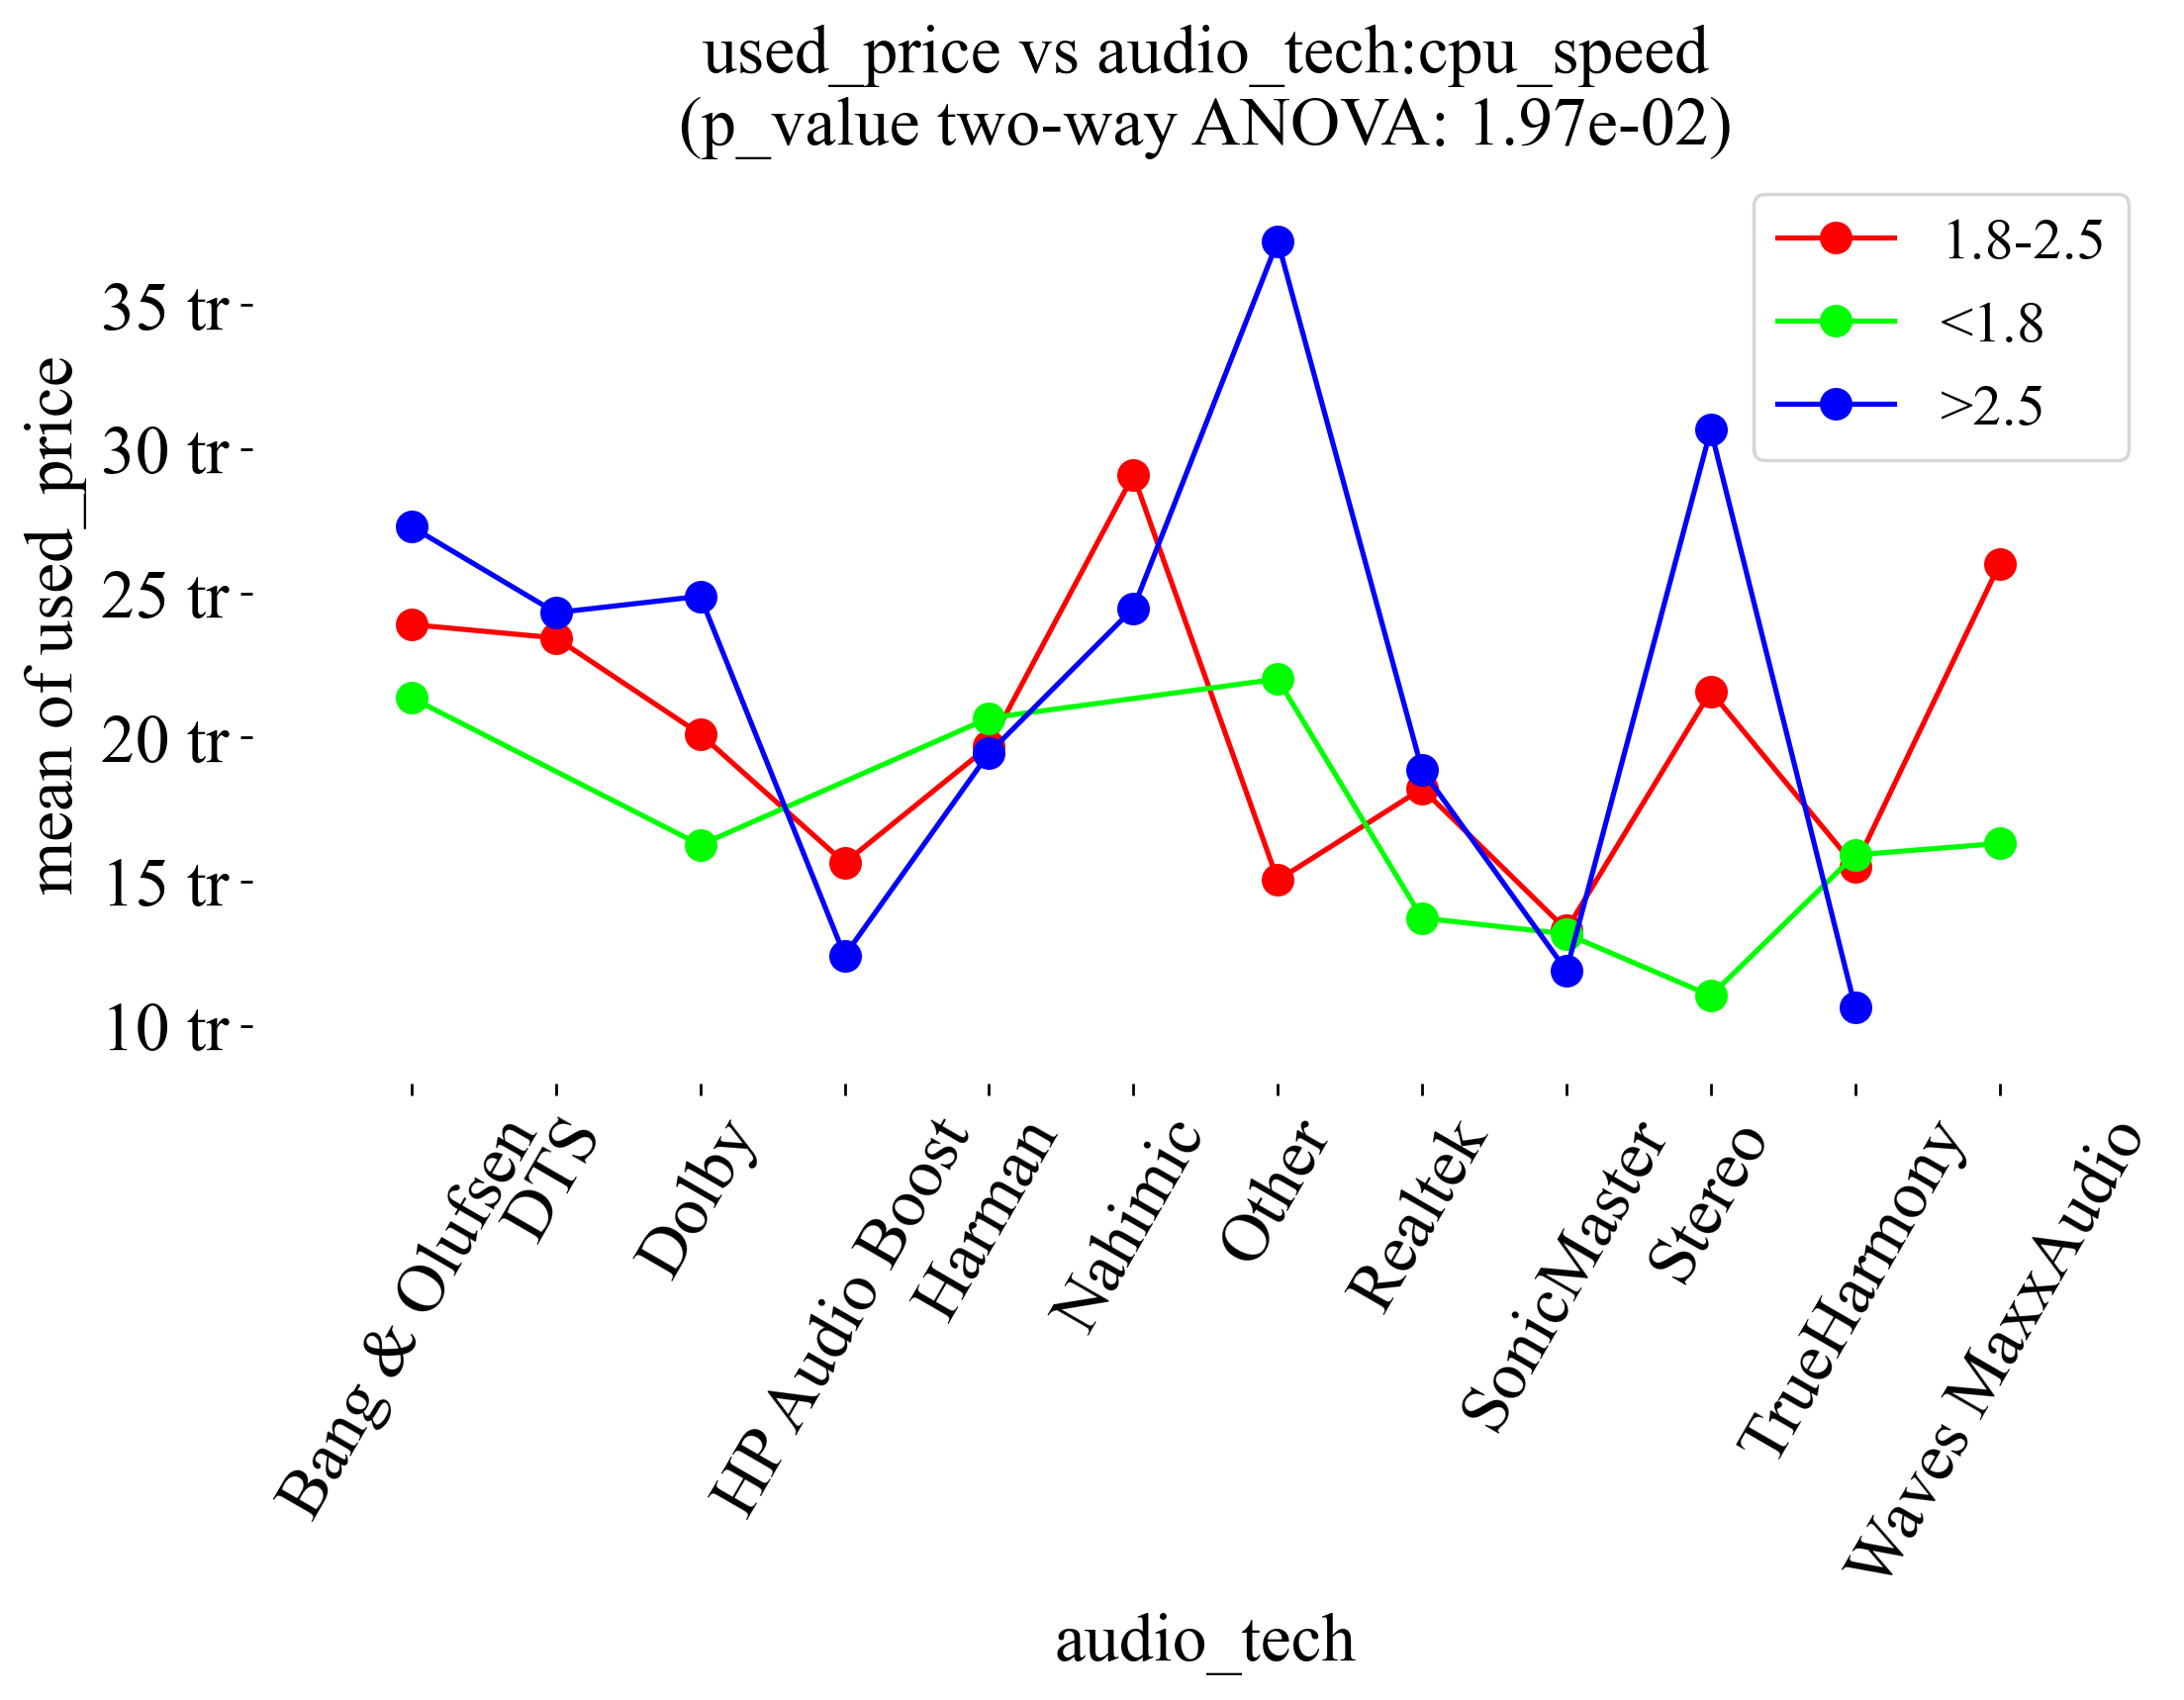 used_price vs audio_tech:cpu_speed
(p_value two-way ANOVA: 1.97e-02)
1.8-2.5
<1.8
>2.5
mean of used_price
35 tr
30 tr
25 tr
20 tr
15 tr
10 tr
Bang & Olufsen
DTS
Dolby
HP Audio Boost
Harman
Nahimic
Other
Realtek
SonicMaster
Stereo
TrueHarmony
Waves MaxxAudio
audio_tech